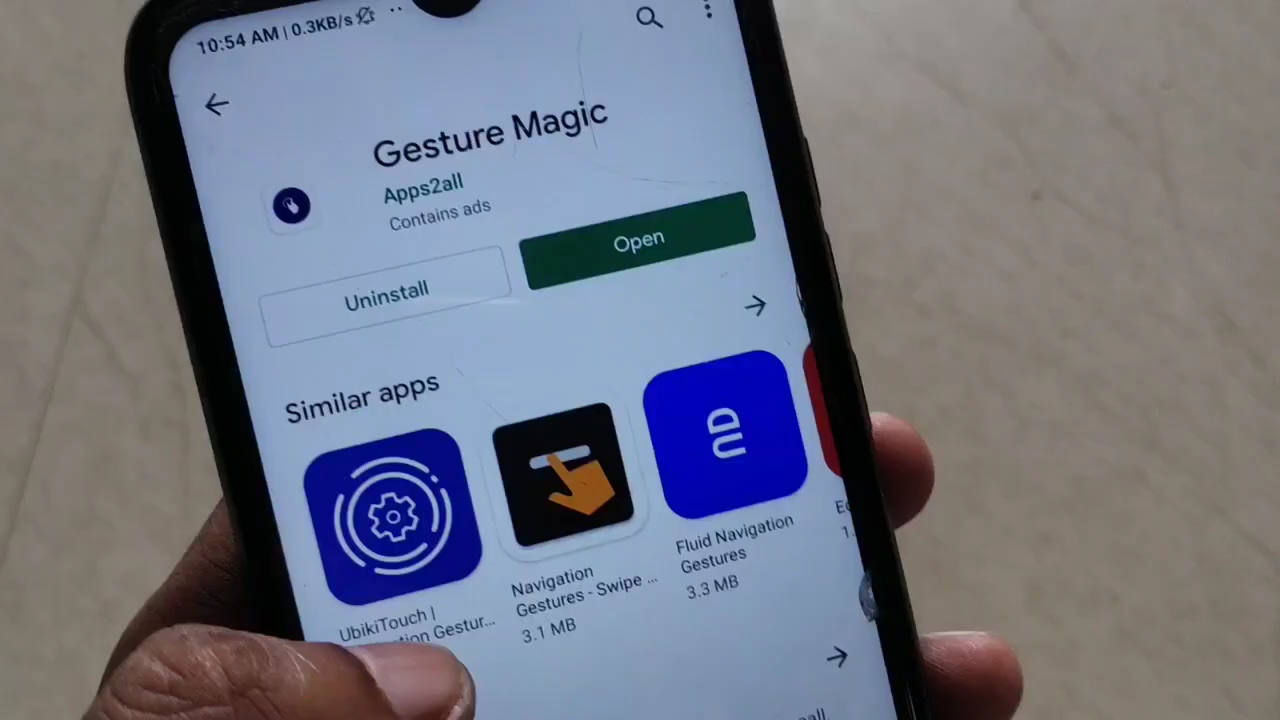 10:54 AM | 0.3KB/s
Gesture Magic
Apps2all
Contains ads
Uninstall
Open
Similar apps
UbikiTouch |
Gestur...
Navigation
Gestures - Swipe ...
3.1 MB
Fluid Navigation
Gestures
3.3 MB